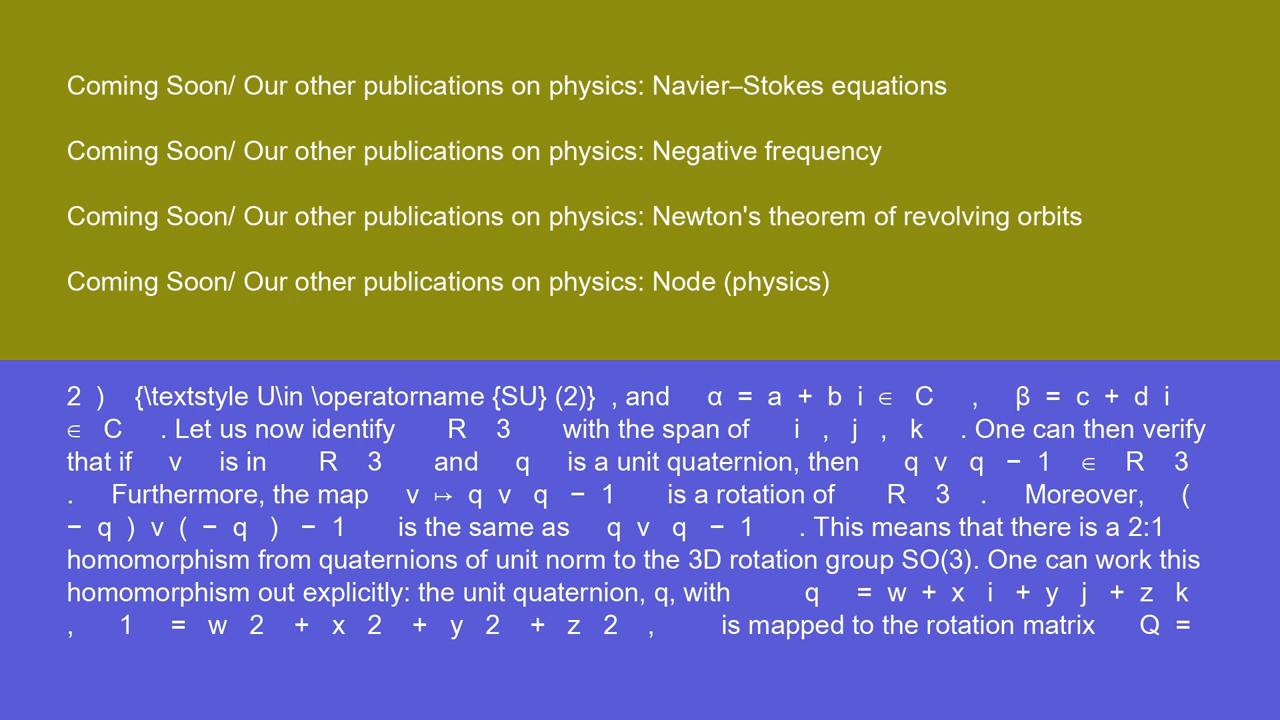 Coming Soon/ Our other publications on physics: Navier–Stokes equations
Coming Soon/ Our other publications on physics: Negative frequency
Coming Soon/ Our other publications on physics: Newton's theorem of revolving orbits
Coming Soon/ Our other publications on physics: Node (physics)
2 ) {\textstyle U\in \operatorname {SU} (2)} , and α = a + b i ∈ C , β = c + d i
∈ C . Let us now identify R 3 with the span of i , j , k . One can then verify
that if v is in R 3 and q is a unit quaternion, then q v q − 1 ∈ R 3
. Furthermore, the map v ↦ q v q − 1 is a rotation of R 3 . Moreover, (
− q ) v ( − q ) − 1 is the same as q v q − 1 . This means that there is a 2:1
homomorphism from quaternions of unit norm to the 3D rotation group SO(3). One can work this
homomorphism out explicitly: the unit quaternion, q, with q = w + x i + y j + z k
, 1 = w 2 + x 2 + y 2 + z 2 , is mapped to the rotation matrix Q =